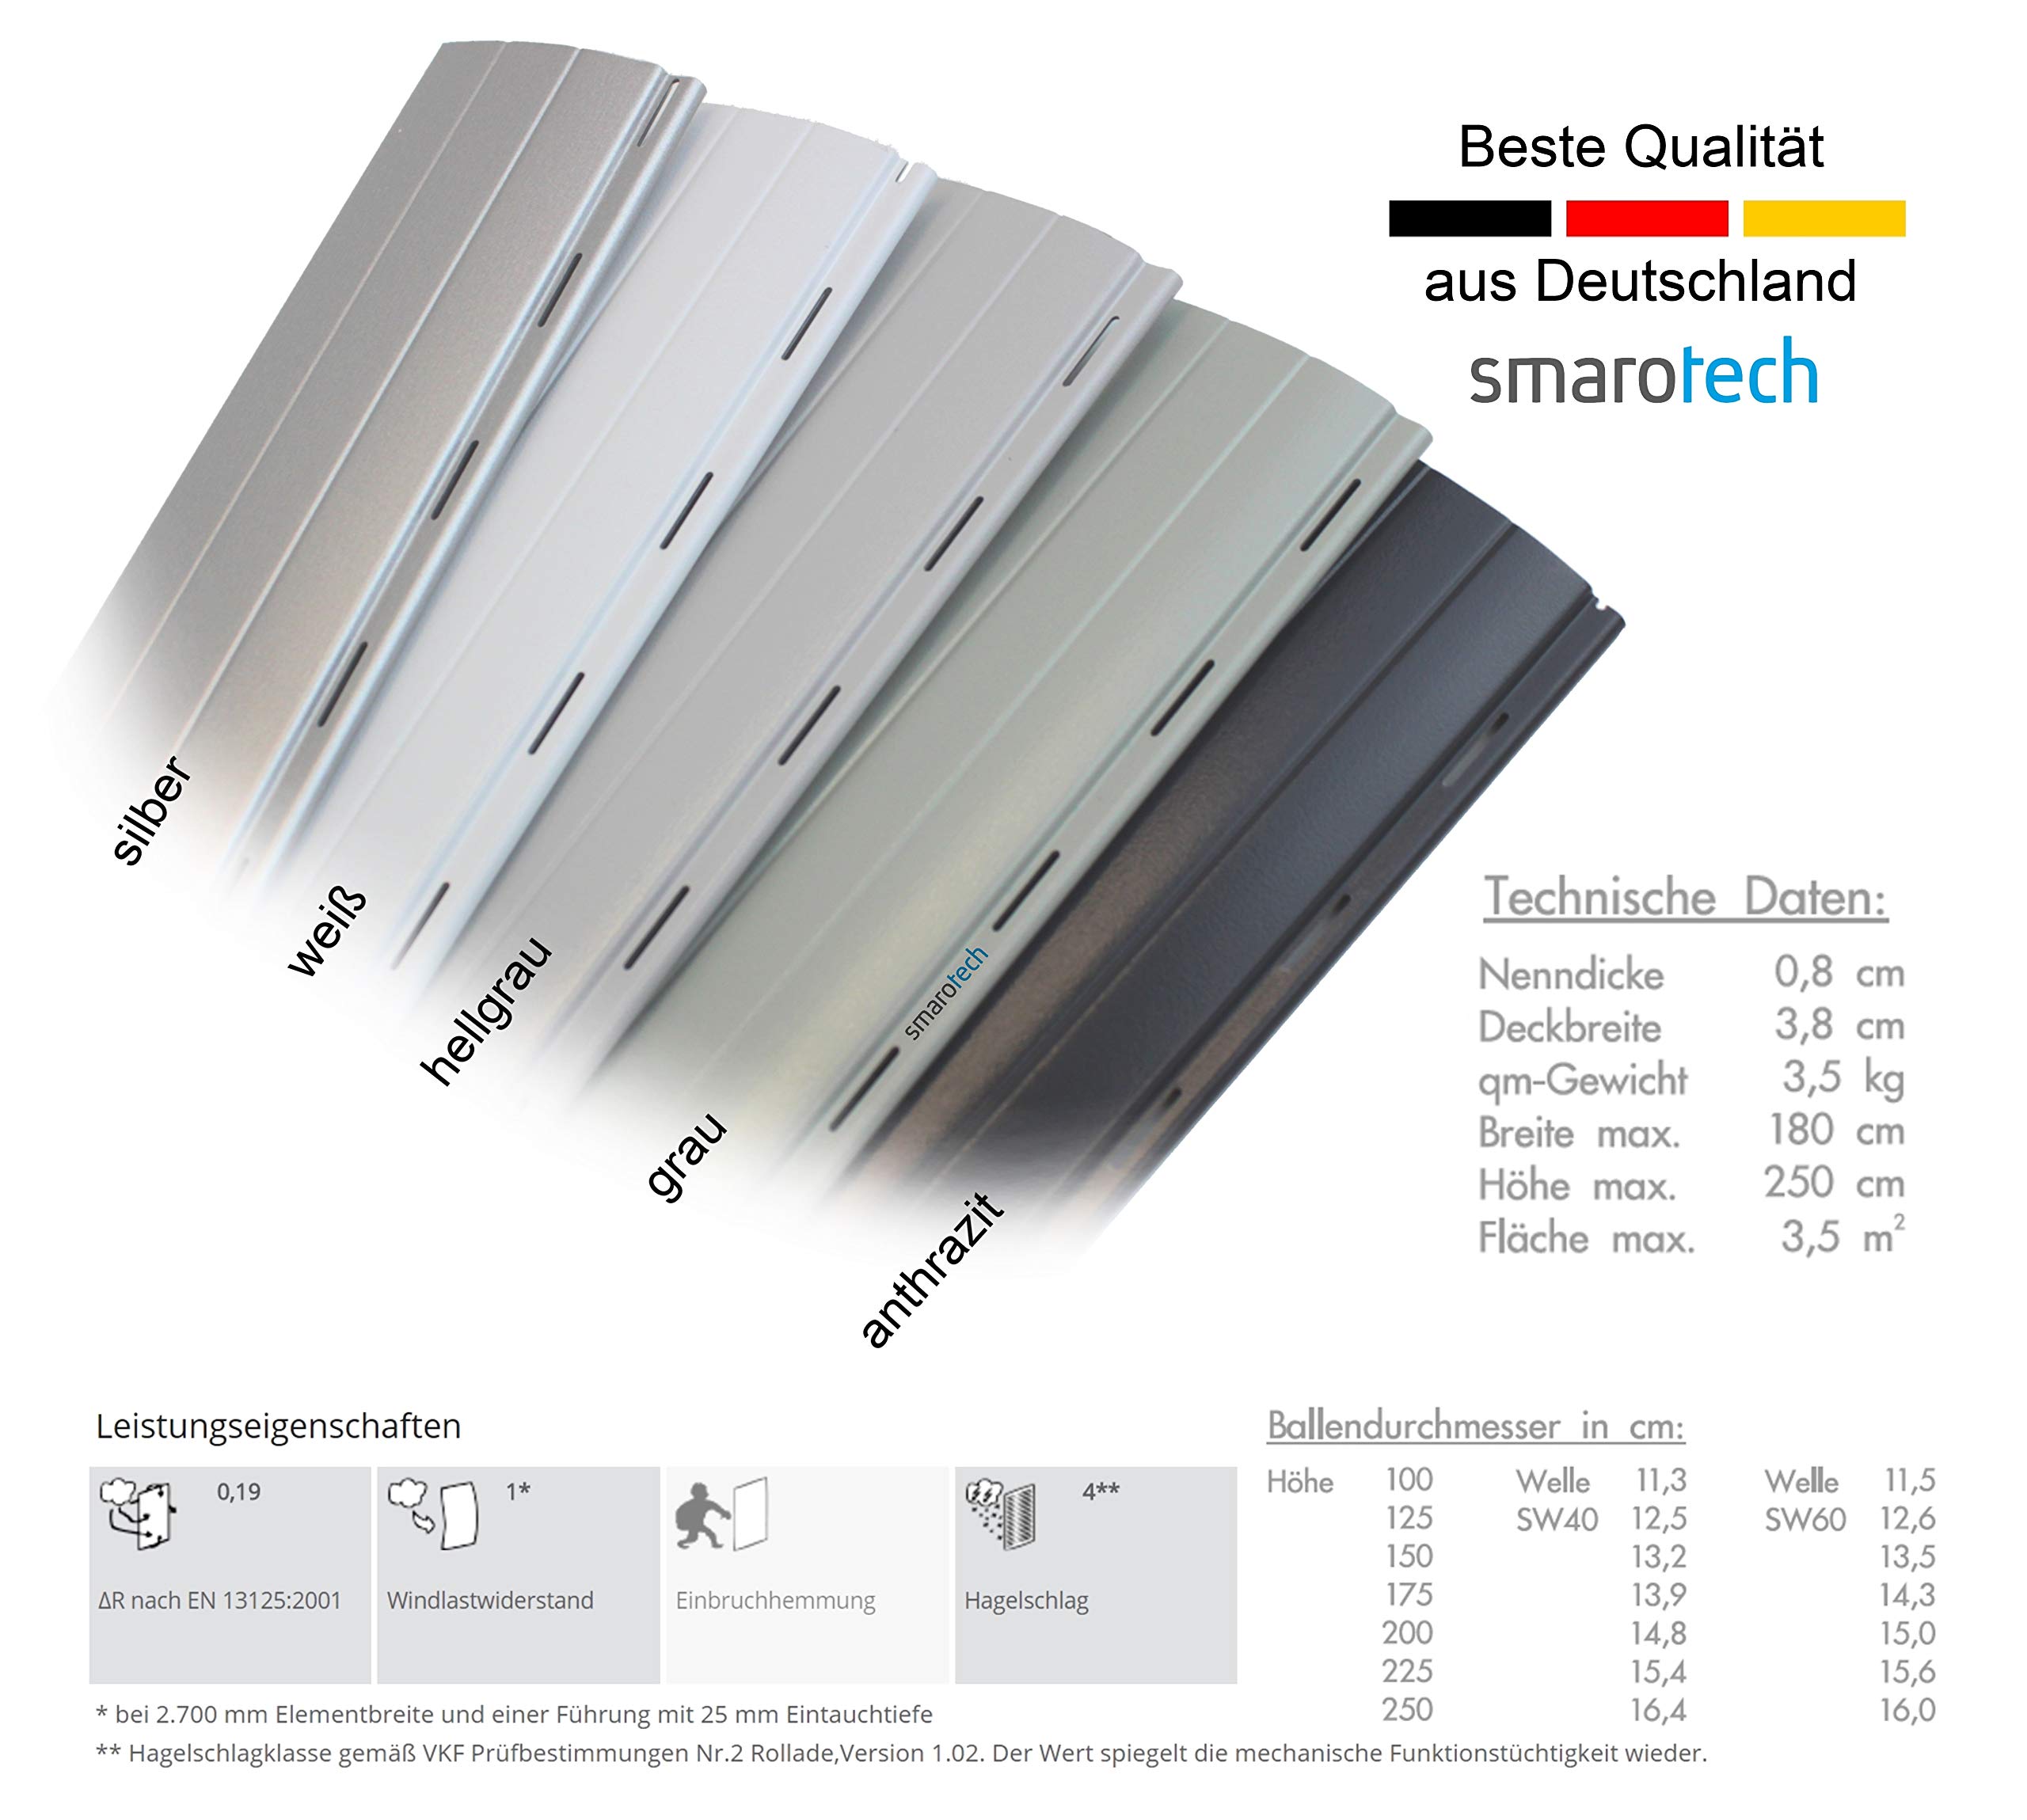 Beste Qualität
aus Deutschland
smarotech
silber
weiß
hellgrau
grau
anthrazit
smarotech
Technische Daten:
Nenndicke 0,8 cm
Deckbreite 3,8 cm
qm-Gewicht 3,5 kg
Breite max. 180 cm
Höhe max. 250 cm
Fläche max. 3,5 m²
Leistungseigenschaften
0,19 1* 4**
ΔR nach EN 13125:2001 Windlastwiderstand Einbruchhemmung Hagelschlag
* bei 2.700 mm Elementbreite und einer Führung mit 25 mm Eintauchtiefe
** Hagelschlagklasse gemäß VKF Prüfbestimmungen Nr.2 Rollade,Version 1.02. Der Wert spiegelt die mechanische Funktionstüchtigkeit wieder.
Ballendurchmesser in cm:
Höhe 100 Welle 11,3 Welle 11,5
125 SW40 12,5 SW60 12,6
150 13,2 13,5
175 13,9 14,3
200 14,8 15,0
225 15,4 15,6
250 16,4 16,0